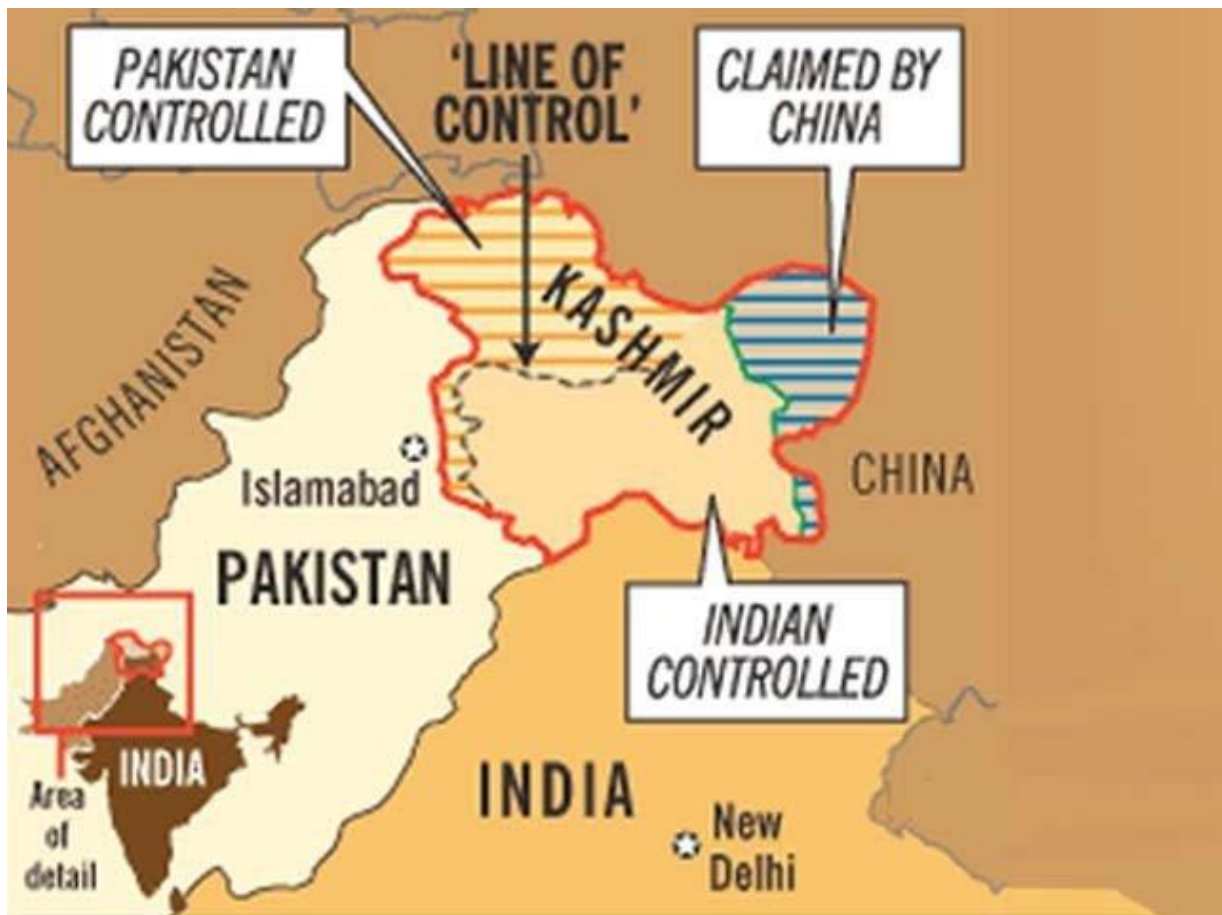 PAKISTAN
CONTROLLED
‘LINE OF
CONTROL’
CLAIMED BY
CHINA
KASHMIR
AFGHANISTAN
Islamabad
CHINA
PAKISTAN
INDIAN
CONTROLLED
INDIA
Area
of
detail
INDIA
New
Delhi